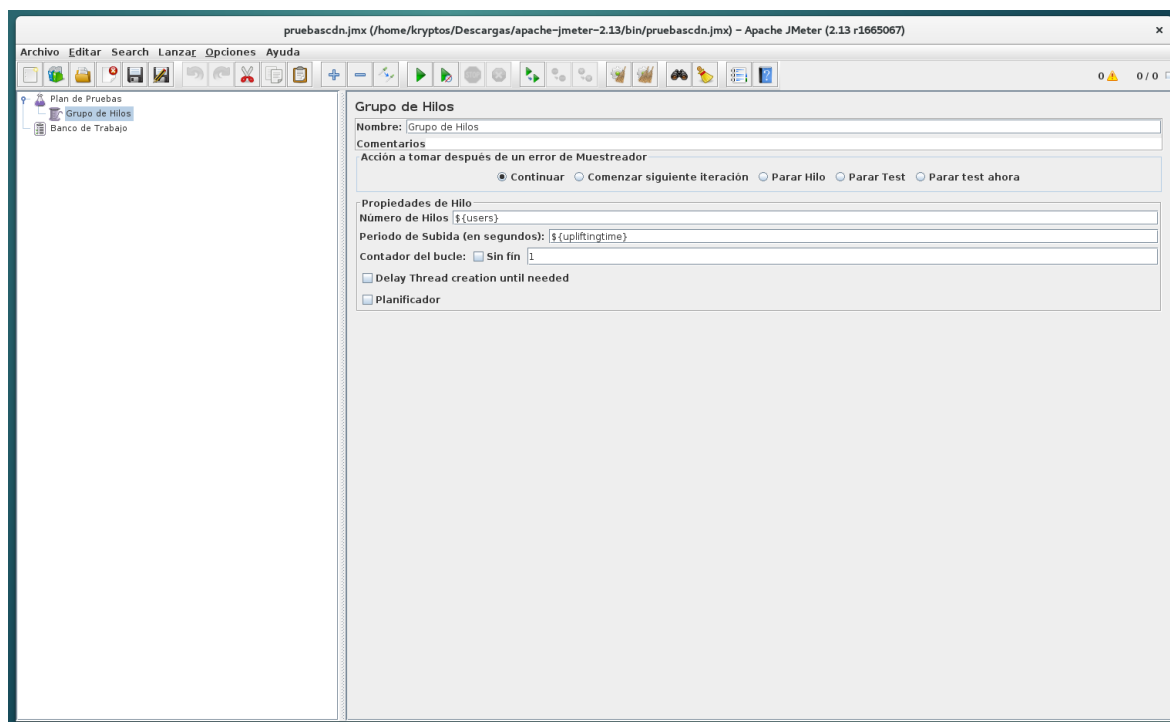 pruebascdn.jmx (/home/kryptos/Descargas/apache-jmeter-2.13/bin/pruebascdn.jmx) – Apache JMeter (2.13 r1665067)
Archivo Editar Search Lanzar Opciones Ayuda
0 0 / 0
Plan de Pruebas
Grupo de Hilos
Banco de Trabajo
Grupo de Hilos
Nombre: Grupo de Hilos
Comentarios
Acción a tomar después de un error de Muestreador
Continuar Comenzar siguiente iteración Parar Hilo Parar Test Parar test ahora
Propiedades de Hilo
Número de Hilos ${users}
Periodo de Subida (en segundos): ${upliftingtime}
Contador del bucle: Sin fín 1
Delay Thread creation until needed
Planificador